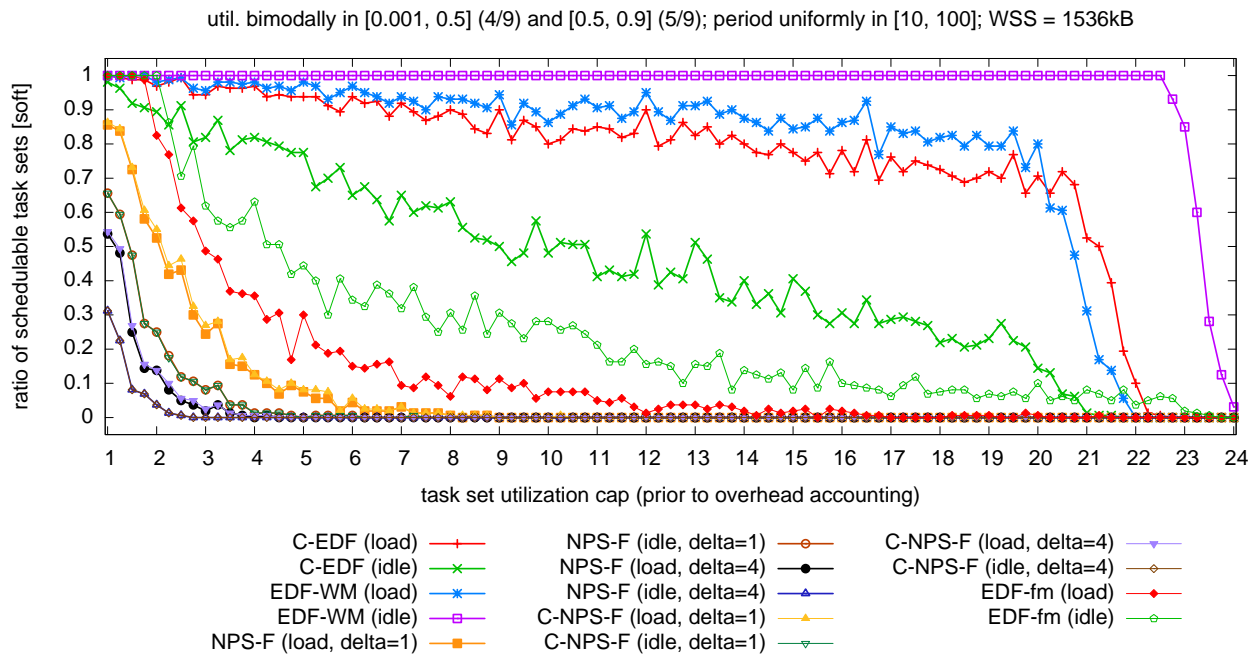 util. bimodally in [0.001, 0.5] (4/9) and [0.5, 0.9] (5/9); period uniformly in [10, 100]; WSS = 1536kB
ratio of schedulable task sets [soft]
1
0.9
0.8
0.7
0.6
0.5
0.4
0.3
0.2
0.1
0
1 2 3 4 5 6 7 8 9 10 11 12 13 14 15 16 17 18 19 20 21 22 23 24
task set utilization cap (prior to overhead accounting)
C-EDF (load)
C-EDF (idle)
EDF-WM (load)
EDF-WM (idle)
NPS-F (load, delta=1)
NPS-F (idle, delta=1)
NPS-F (load, delta=4)
NPS-F (idle, delta=4)
C-NPS-F (load, delta=1)
C-NPS-F (idle, delta=1)
C-NPS-F (load, delta=4)
C-NPS-F (idle, delta=4)
EDF-fm (load)
EDF-fm (idle)